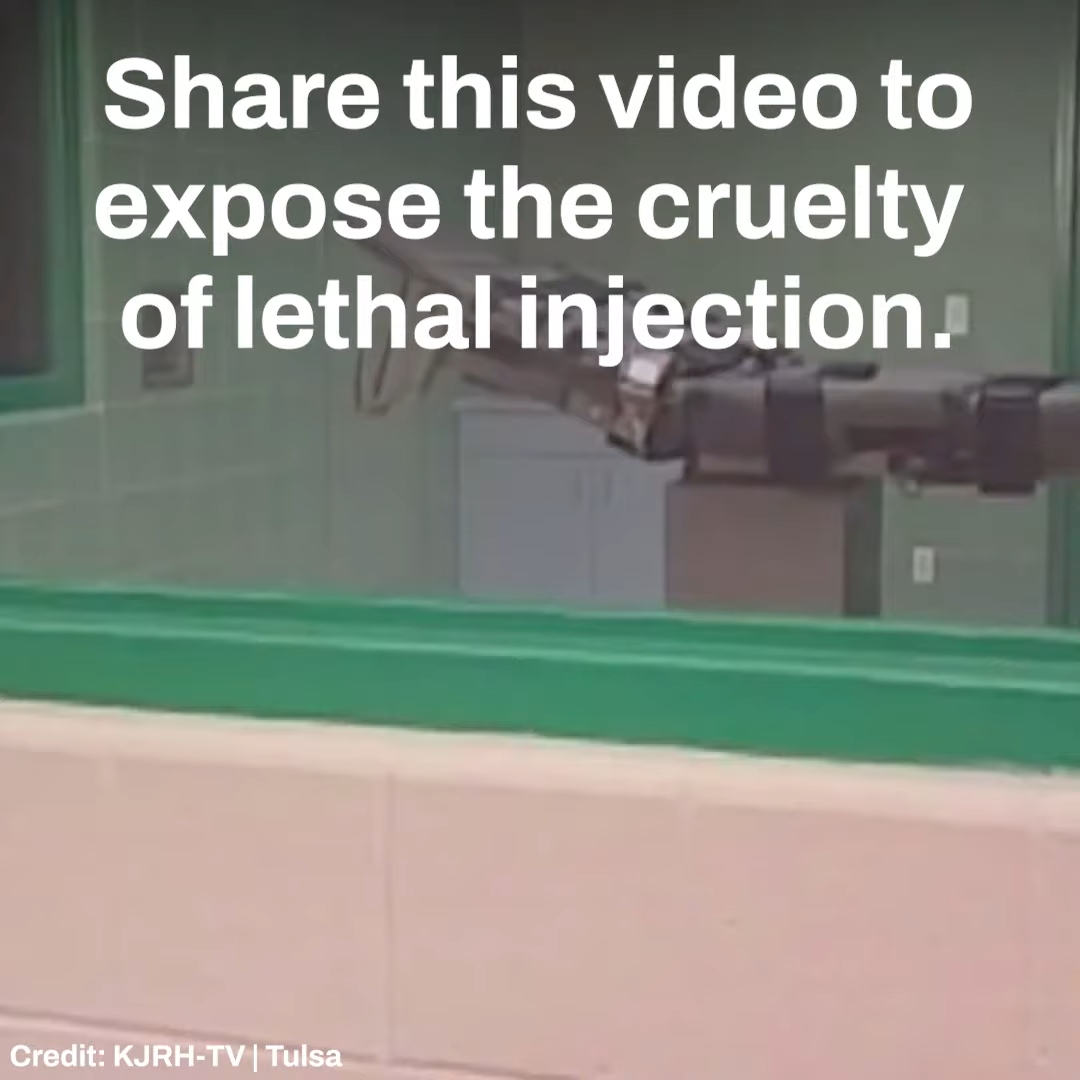 Share this video to
expose the cruelty
of lethal injection.
Credit: KJRH-TV | Tulsa